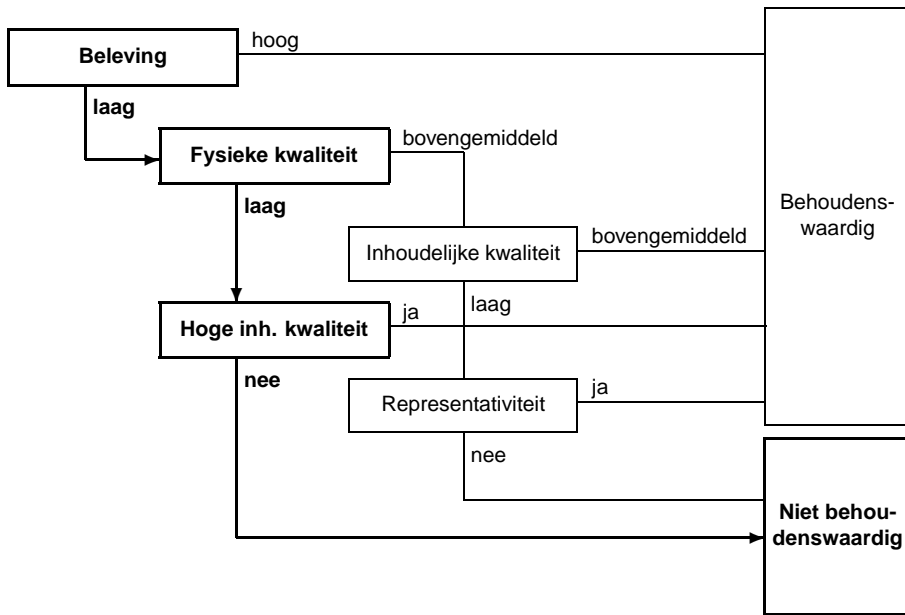 hoog
Beleving
laag
bovengemiddeld
Fysieke kwaliteit
laag
Behoudens-
waardig
bovengemiddeld
Inhoudelijke kwaliteit
laag
ja
Hoge inh. kwaliteit
nee
ja
Representativiteit
nee
Niet behou-
denswaardig